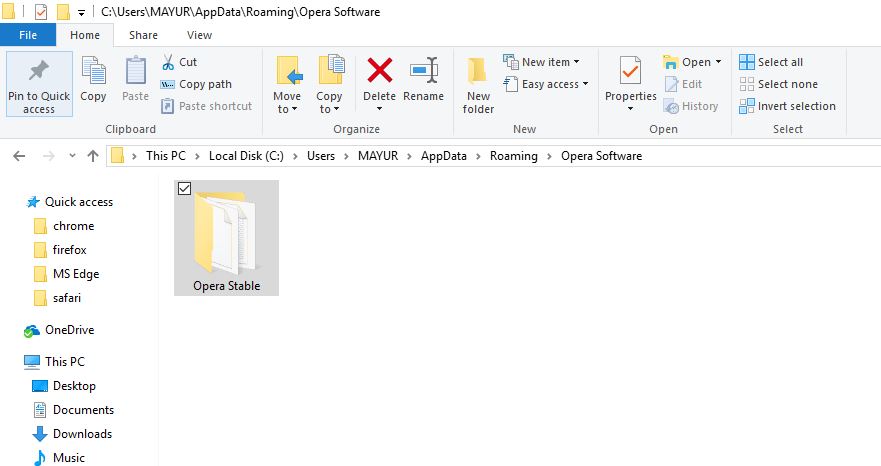 C:\Users\MAYUR\AppData\Roaming\Opera Software
File Home Share View
Pin to Quick access
Copy
Paste
Cut
Copy path
Paste shortcut
Clipboard
Move to
Copy to
Delete
Rename
Organize
New folder
New item
Easy access
New
Properties
Open
Edit
History
Open
Select all
Select none
Invert selection
Select
This PC > Local Disk (C:) > Users > MAYUR > AppData > Roaming > Opera Software
Quick access
chrome
firefox
MS Edge
safari
OneDrive
This PC
Desktop
Documents
Downloads
Music
Opera Stable